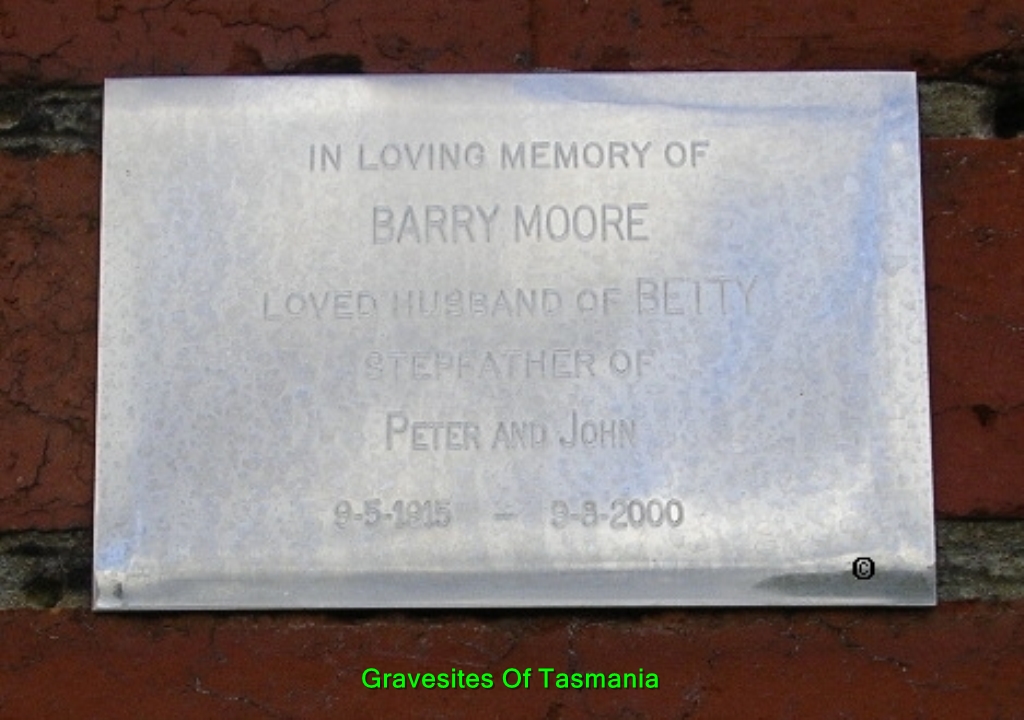 IN LOVING MEMORY OF
BARRY MOORE
LOVED HUSBAND OF BETTY
STEPFATHER OF
PETER AND JOHN
9-5-1915 - 9-8-2000
©
Gravesites Of Tasmania